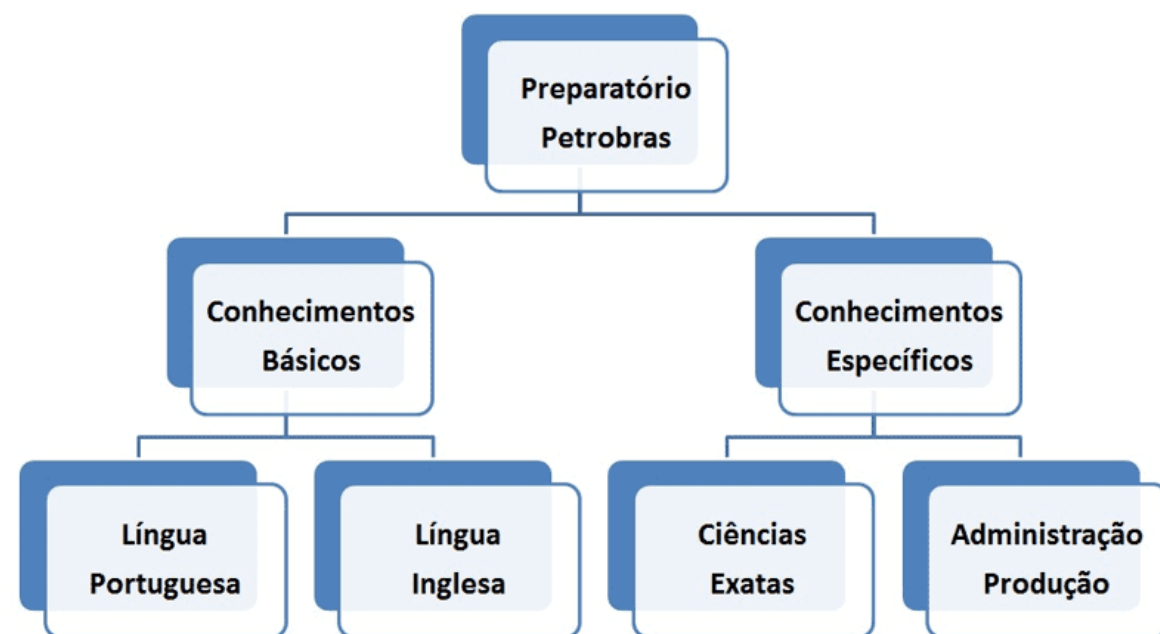 Preparatório
Petrobras
Conhecimentos
Básicos
Conhecimentos
Específicos
Língua
Portuguesa
Língua
Inglesa
Ciências
Exatas
Administração
Produção